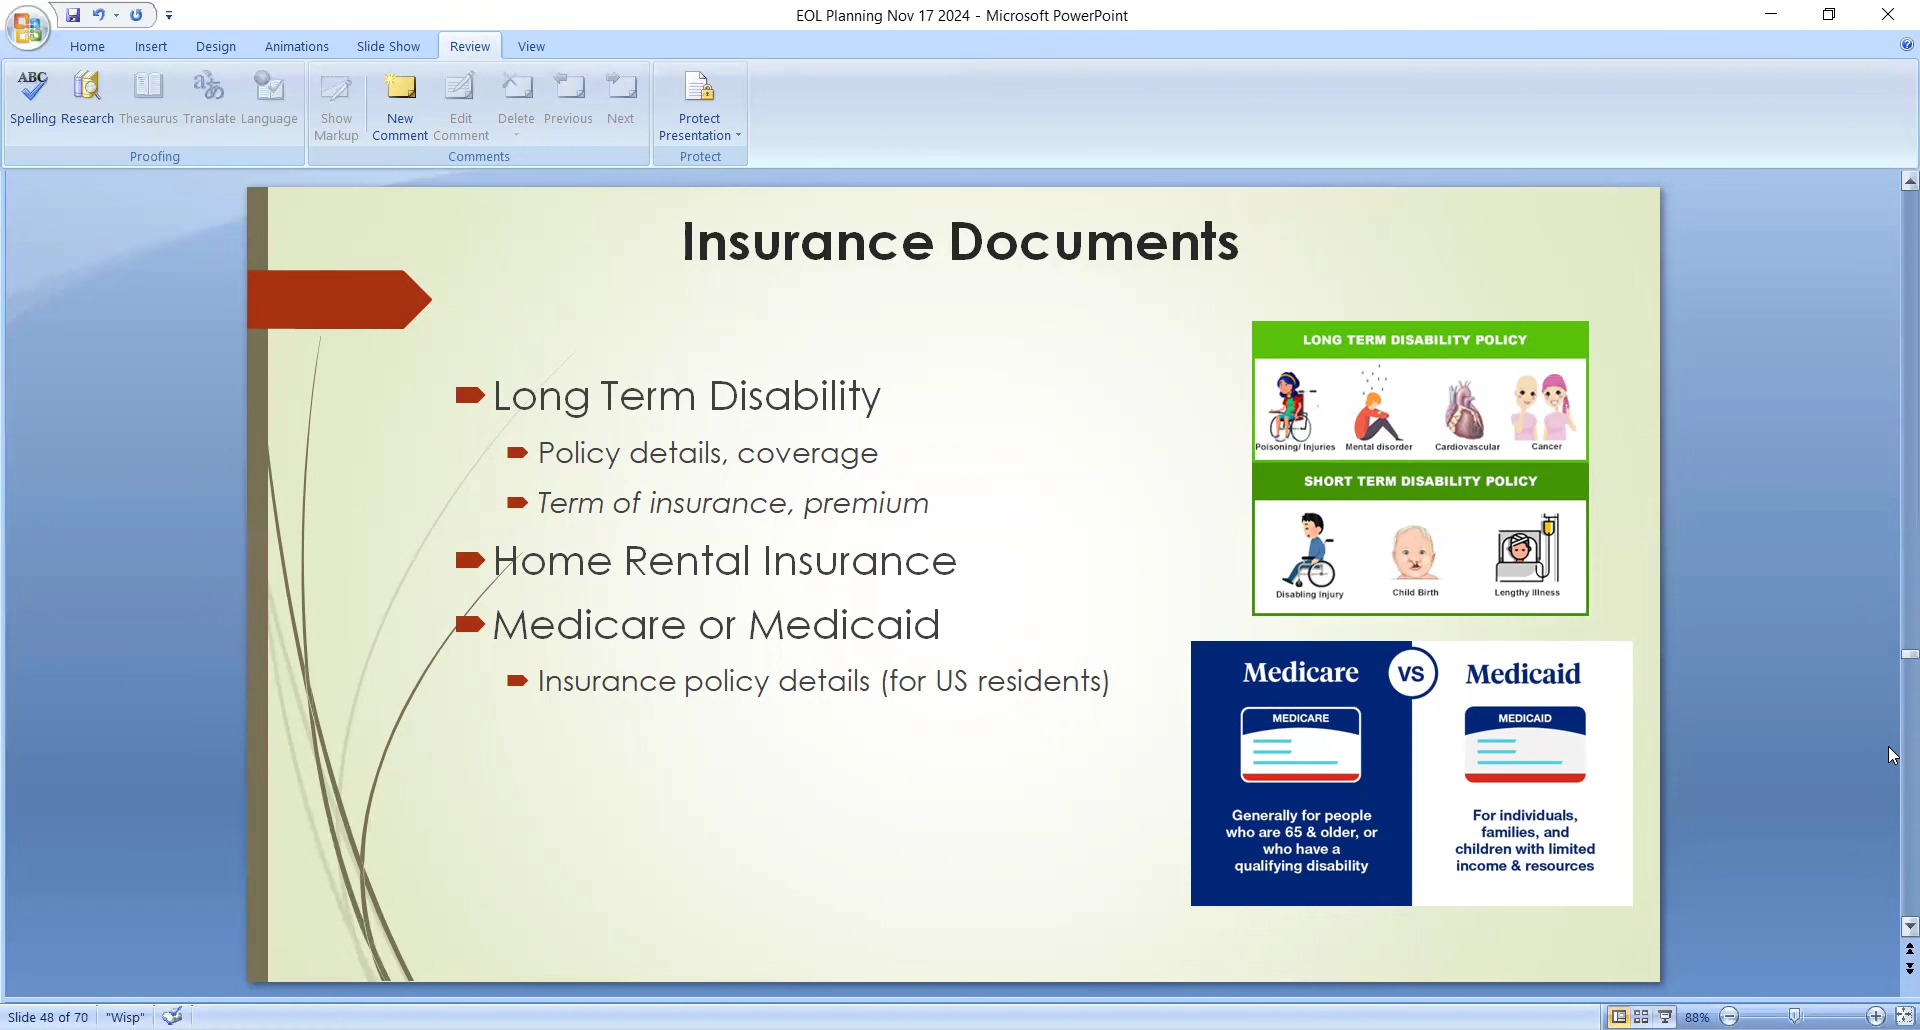 EOL Planning Nov 17 2024 - Microsoft PowerPoint
Home Insert Design Animations Slide Show Review View
ABC
Spelling Research Thesaurus Translate Language
Proofing
Show
Markup
New
Comment
Edit
Comment
Delete Previous Next
Comments
Protect
Presentation
Protect
Insurance Documents
Long Term Disability
Policy details, coverage
Term of insurance, premium
Home Rental Insurance
Medicare or Medicaid
Insurance policy details (for US residents)
LONG TERM DISABILITY POLICY
Poisoning/ Injuries Mental disorder Cardiovascular Cancer
SHORT TERM DISABILITY POLICY
Disabling Injury Child Birth Lengthy Illness
Medicare VS Medicaid
MEDICARE
Generally for people
who are 65 & older, or
who have a
qualifying disability
MEDICAID
For individuals,
families, and
children with limited
income & resources
Slide 48 of 70 "Wisp" 88%